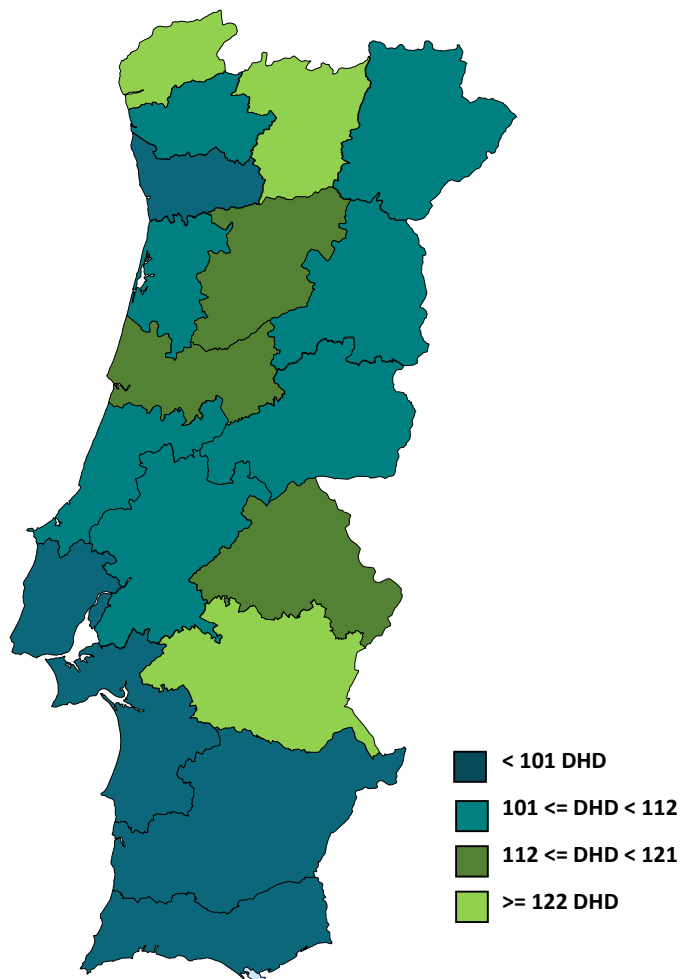 < 101 DHD
101 <= DHD < 112
112 <= DHD < 121
>= 122 DHD